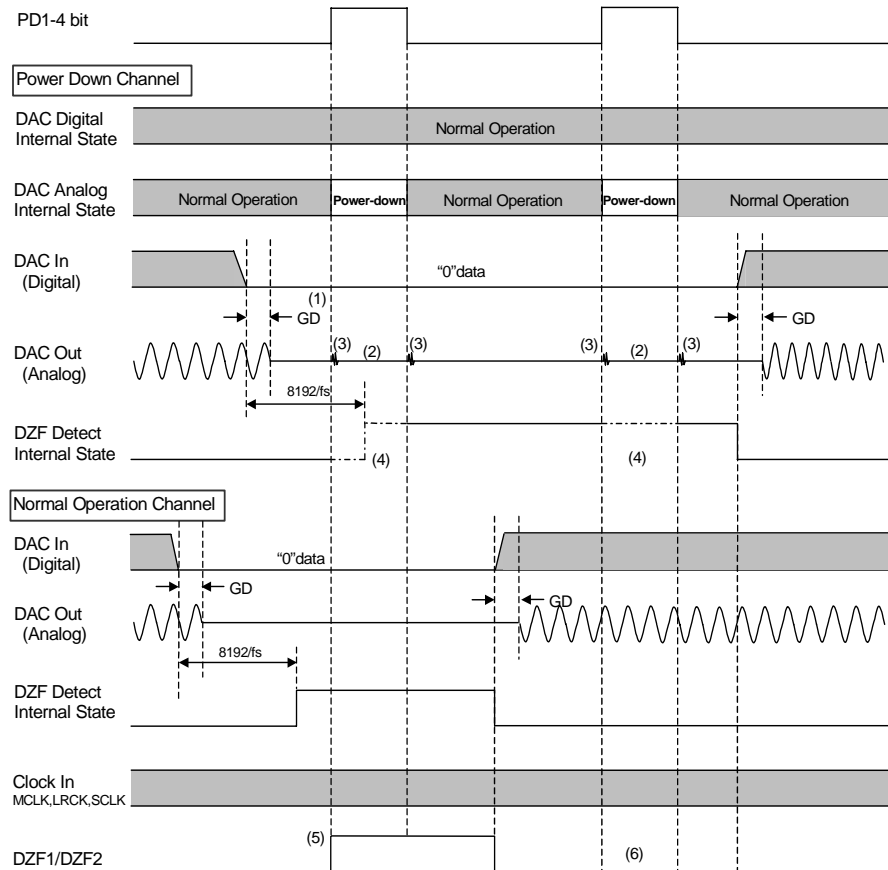 PD1-4 bit
Power Down Channel
DAC Digital
Internal State
Normal Operation
DAC Analog
Internal State
Normal Operation
Power-down
Normal Operation
Power-down
Normal Operation
DAC In
(Digital)
“0”data
(1)
GD
GD
DAC Out
(Analog)
(3)
(2)
(3)
(3)
(2)
(3)
8192/fs
DZF Detect
Internal State
(4)
(4)
Normal Operation Channel
DAC In
(Digital)
“0”data
GD
GD
DAC Out
(Analog)
8192/fs
DZF Detect
Internal State
Clock In
MCLK,LRCK,SCLK
DZF1/DZF2
(5)
(6)